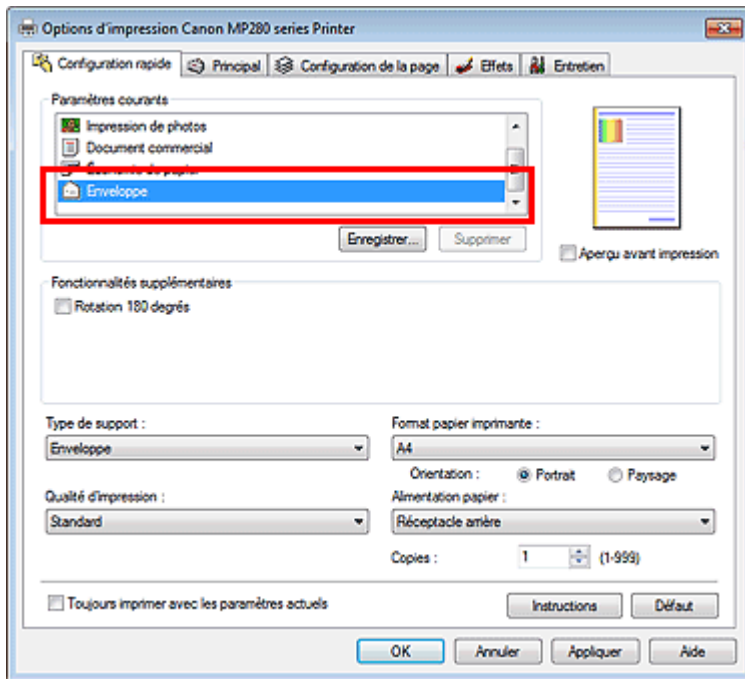 Options d'impression Canon MP280 series Printer
Configuration rapide Principal Configuration de la page Effets Entretien
Paramètres courants
Impression de photos
Document commercial
Enveloppe
Enregistrer... Supprimer
Aperçu avant impression
Fonctionnalités supplémentaires
Rotation 180 degrés
Type de support :
Enveloppe
Format papier imprimante :
A4
Orientation : Portrait Paysage
Qualité d'impression :
Standard
Alimentation papier :
Réceptacle arrière
Copies : 1 (1-999)
Toujours imprimer avec les paramètres actuels
Instructions Défaut
OK Annuler Appliquer Aide